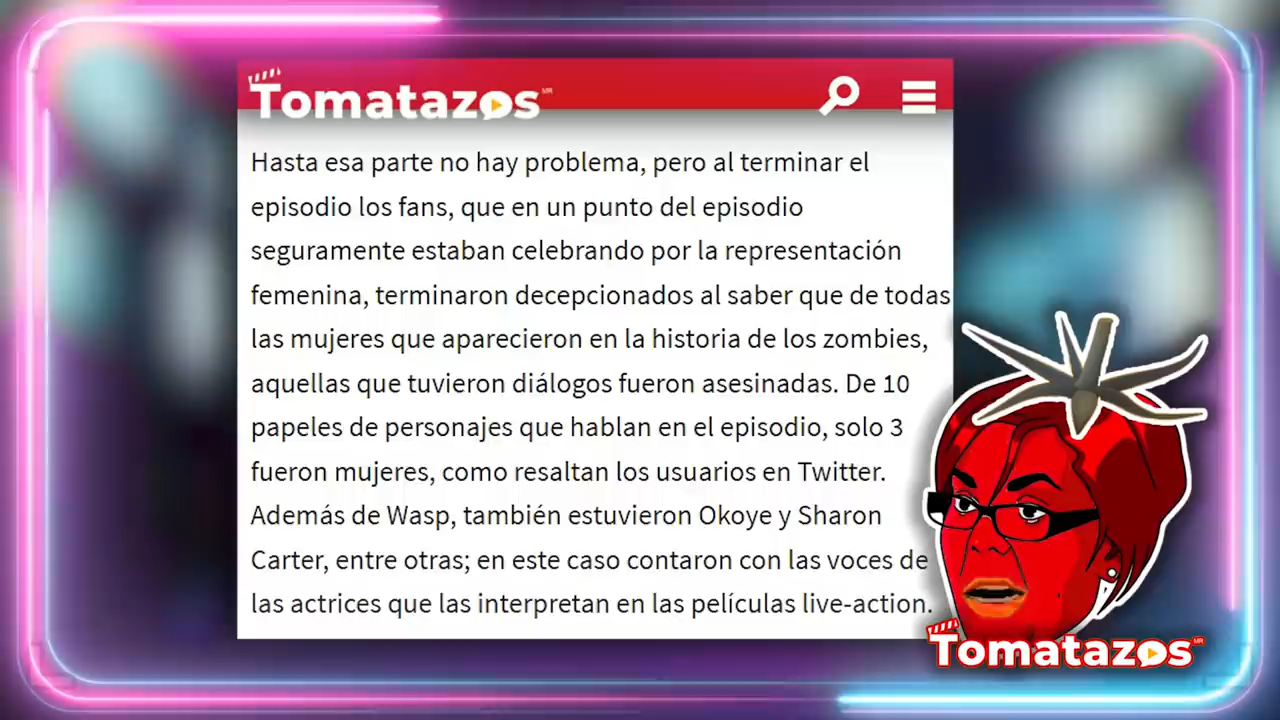 Tomatazos MR
Hasta esa parte no hay problema, pero al terminar el
episodio los fans, que en un punto del episodio
seguramente estaban celebrando por la representación
femenina, terminaron decepcionados al saber que de todas
las mujeres que aparecieron en la historia de los zombies,
aquellas que tuvieron diálogos fueron asesinadas. De 10
papeles de personajes que hablan en el episodio, solo 3
fueron mujeres, como resaltan los usuarios en Twitter.
Además de Wasp, también estuvieron Okoye y Sharon
Carter, entre otras; en este caso contaron con las voces de
las actrices que las interpretan en las películas live-action.
Tomatazos MR